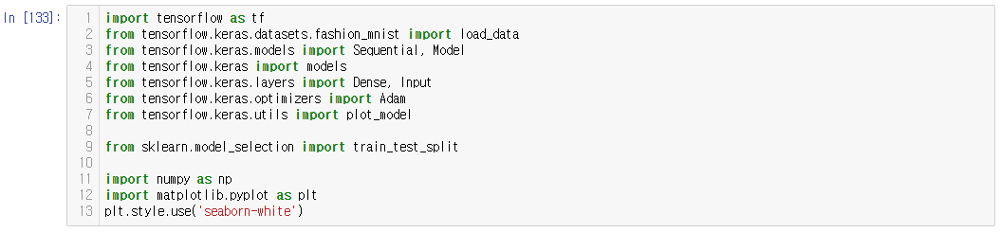 In [133]:
1 import tensorflow as tf
2 from tensorflow.keras.datasets.fashion_mnist import load_data
3 from tensorflow.keras.models import Sequential, Model
4 from tensorflow.keras import models
5 from tensorflow.keras.layers import Dense, Input
6 from tensorflow.keras.optimizers import Adam
7 from tensorflow.keras.utils import plot_model
8
9 from sklearn.model_selection import train_test_split
10
11 import numpy as np
12 import matplotlib.pyplot as plt
13 plt.style.use('seaborn-white')